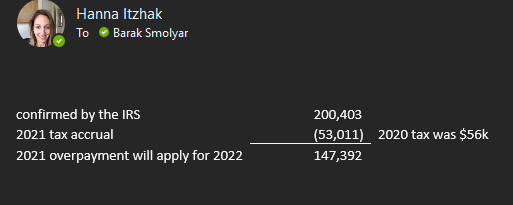 Hanna Itzhak
To Barak Smolyar
confirmed by the IRS 200,403
2021 tax accrual (53,011) 2020 tax was $56k
2021 overpayment will apply for 2022 147,392